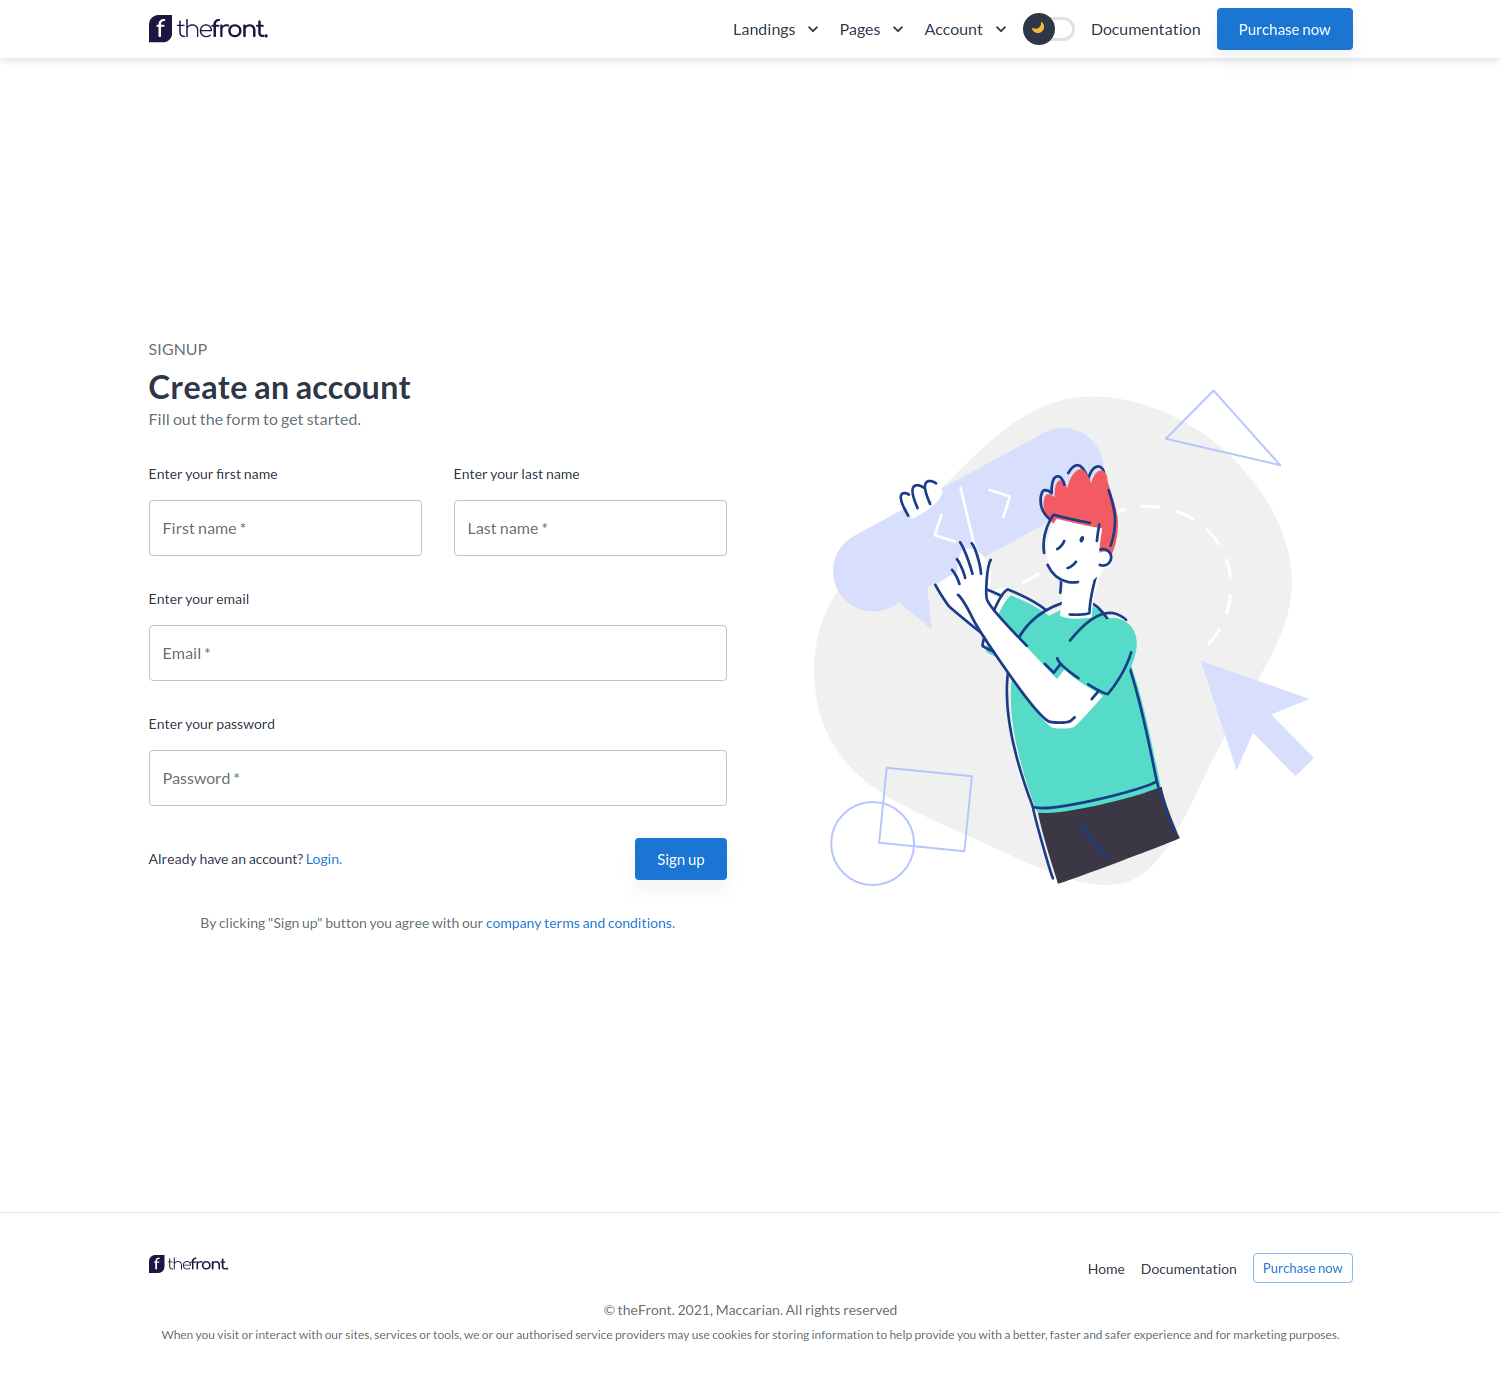 f thefront.
Landings Pages Account Documentation Purchase now
SIGNUP
Create an account
Fill out the form to get started.
Enter your first name Enter your last name
First name * Last name *
Enter your email
Email *
Enter your password
Password *
Already have an account? Login. Sign up
By clicking "Sign up" button you agree with our company terms and conditions.
f thefront.
Home Documentation Purchase now
© theFront. 2021, Maccarian. All rights reserved
When you visit or interact with our sites, services or tools, we or our authorised service providers may use cookies for storing information to help provide you with a better, faster and safer experience and for marketing purposes.